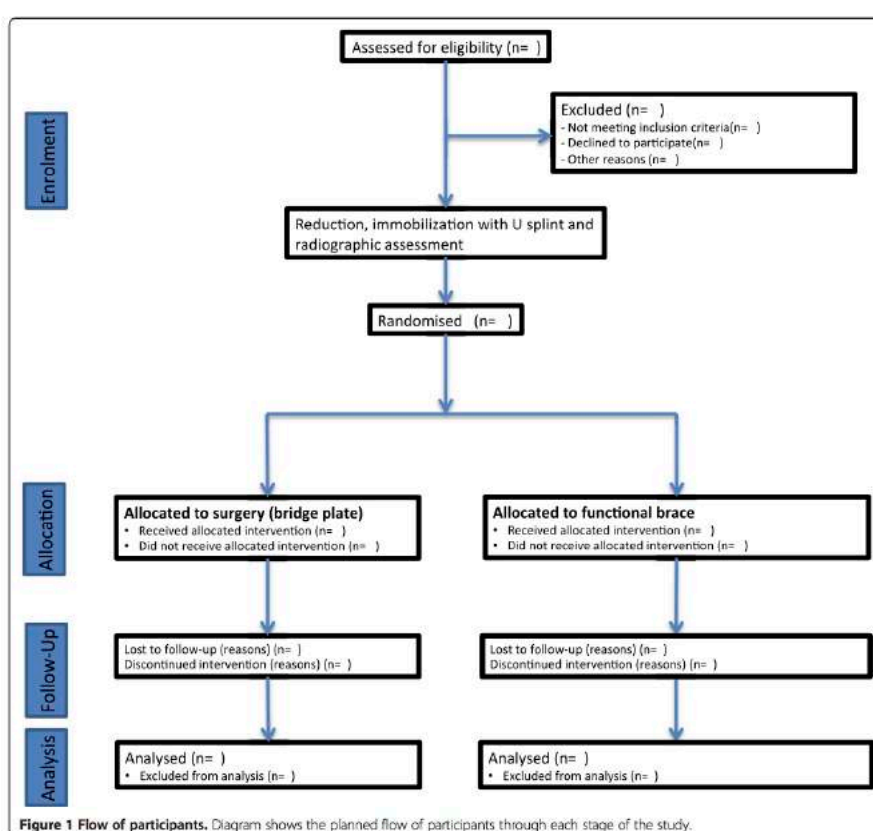 Assessed for eligibility (n=   )
Enrolment
Excluded (n=   )
- Not meeting inclusion criteria(n=   )
- Declined to participate(n=   )
- Other reasons (n=   )
Reduction, immobilization with U splint and
radiographic assessment
Randomised   (n=   )
Allocation
Allocated to surgery (bridge plate)
• Received allocated intervention (n=   )
• Did not receive allocated intervention (n=   )
Allocated to functional brace
• Received allocated intervention (n=   )
• Did not receive allocated intervention (n=   )
Follow-Up
Lost to follow-up (reasons) (n=   )
Discontinued intervention (reasons) (n=   )
Lost to follow-up (reasons) (n=   )
Discontinued intervention (reasons) (n=   )
Analysis
Analysed (n=   )
• Excluded from analysis (n=   )
Analysed (n=   )
• Excluded from analysis (n=   )
Figure 1 Flow of participants. Diagram shows the planned flow of participants through each stage of the study.